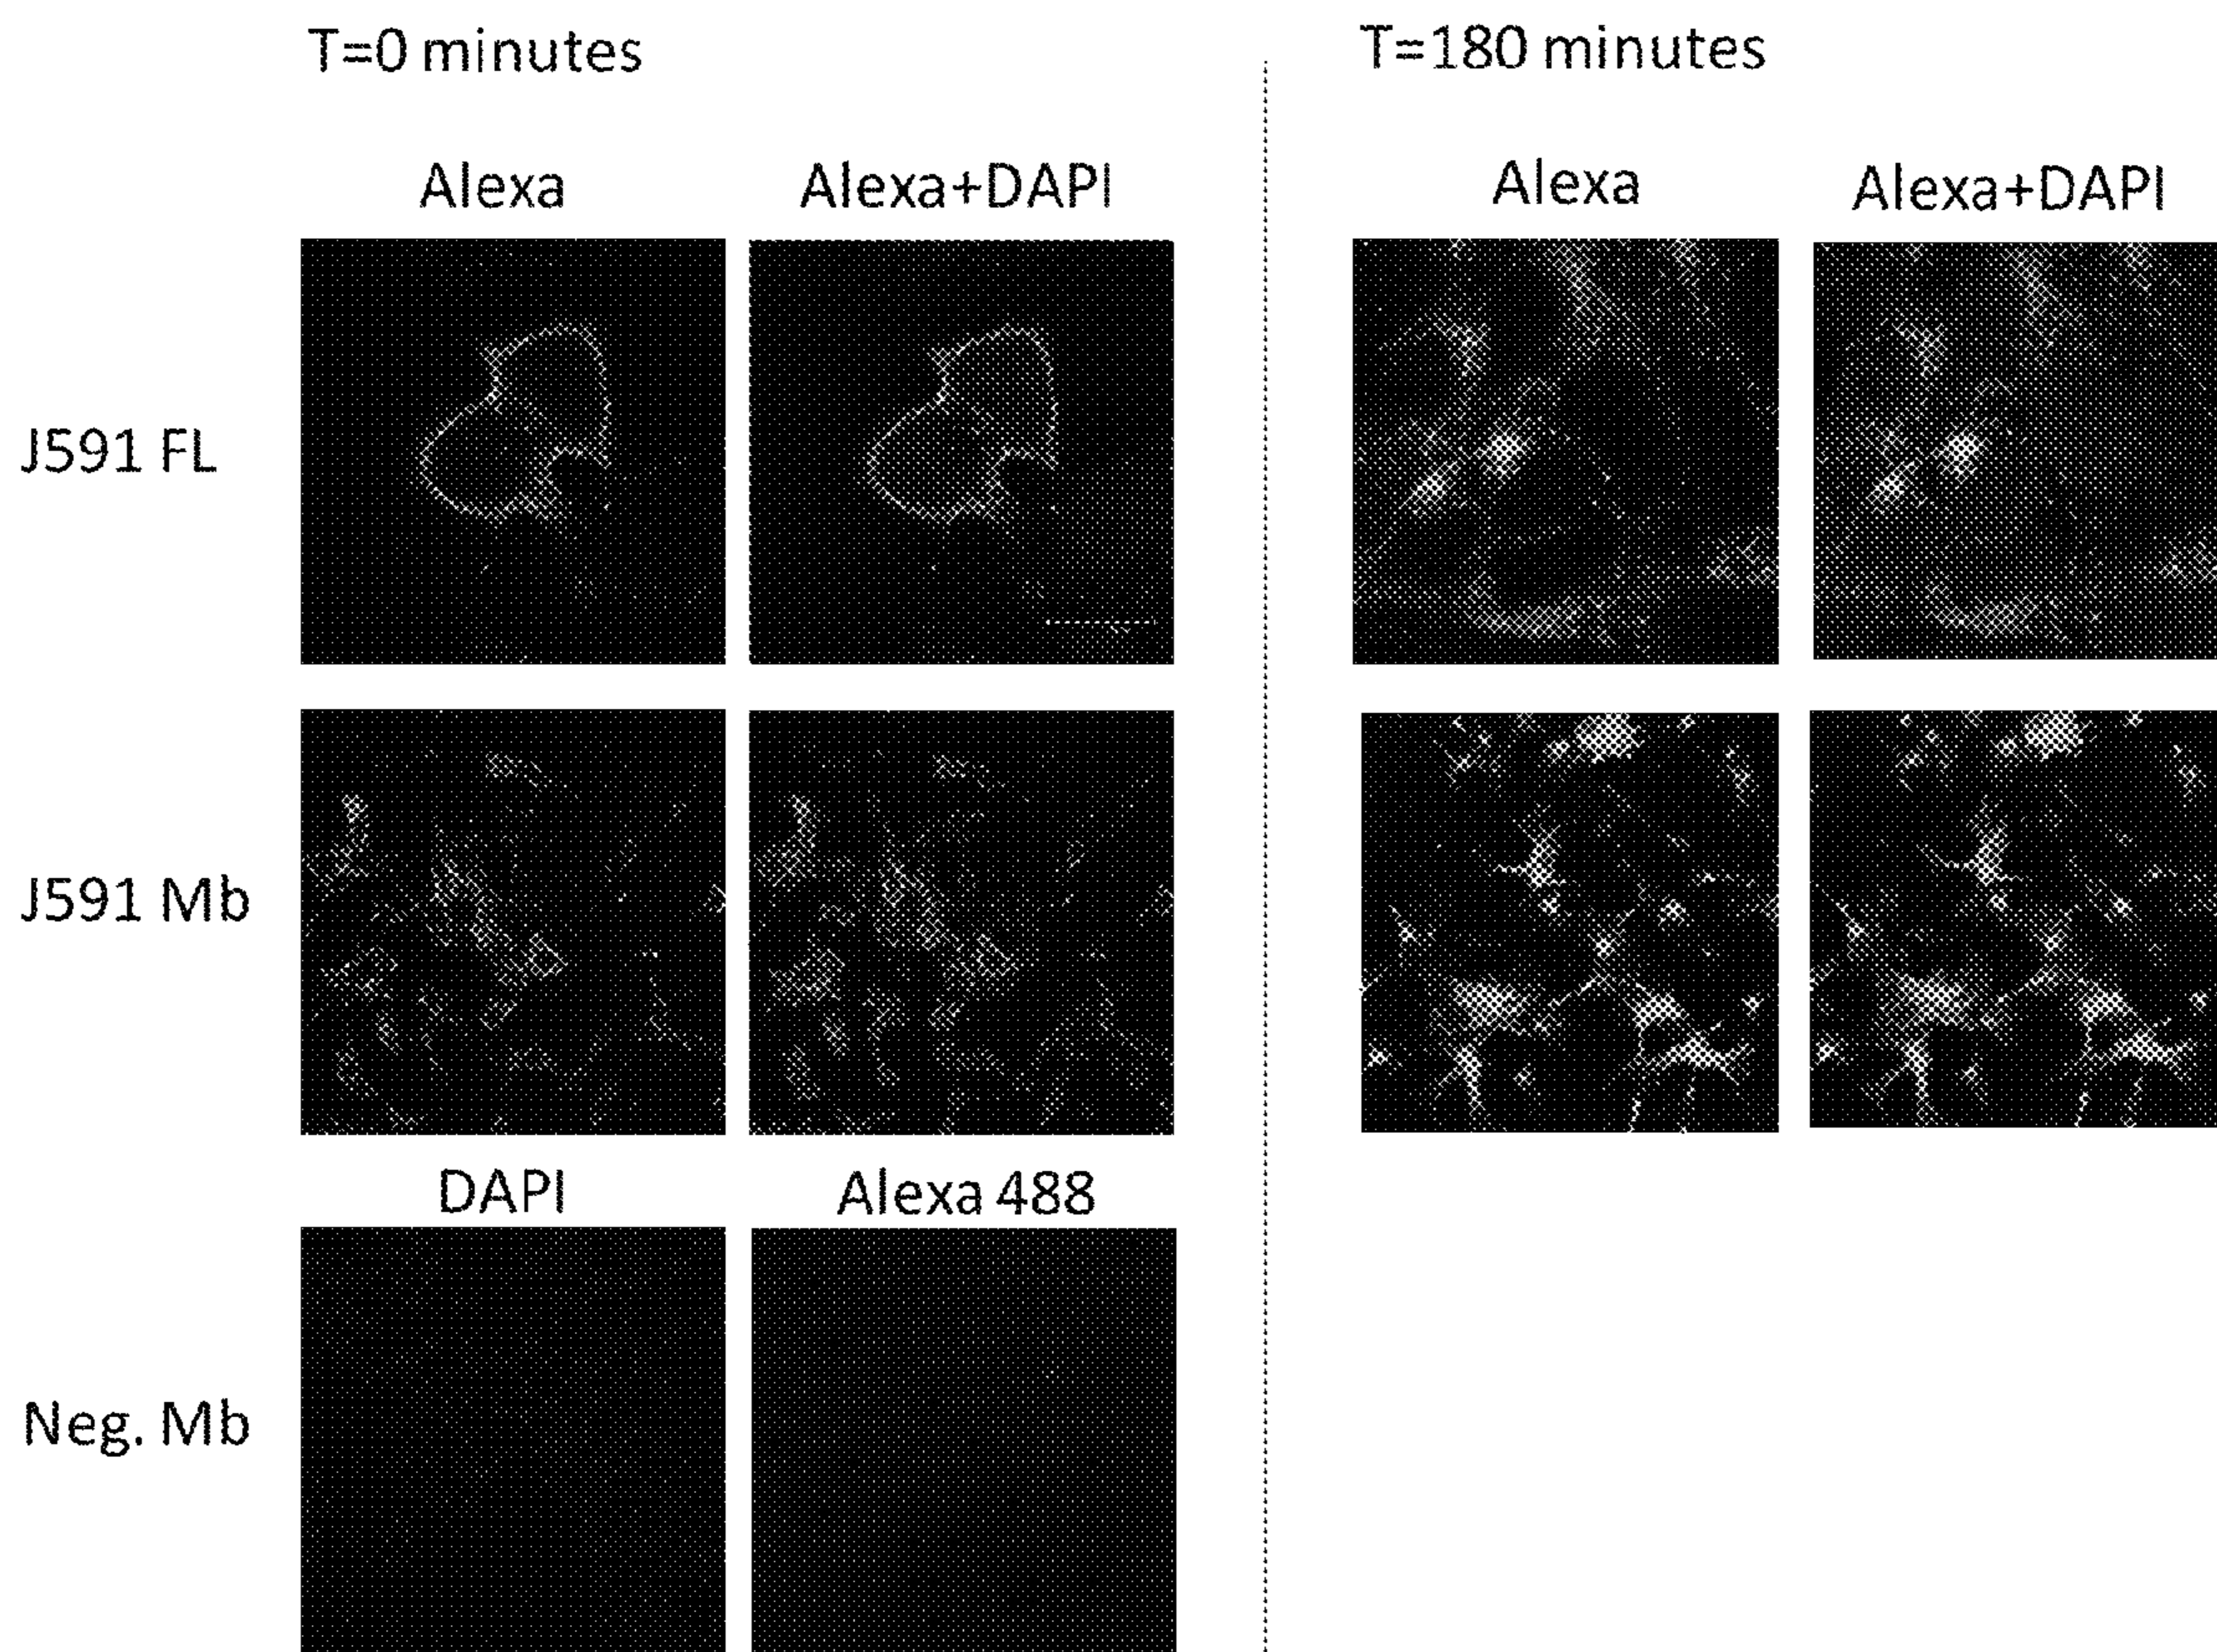 T=0 minutes
T=180 minutes
Alexa
Alexa+DAPI
Alexa
Alexa+DAPI
J591 FL
J591 Mb
DAPI
Alexa 488
Neg. Mb